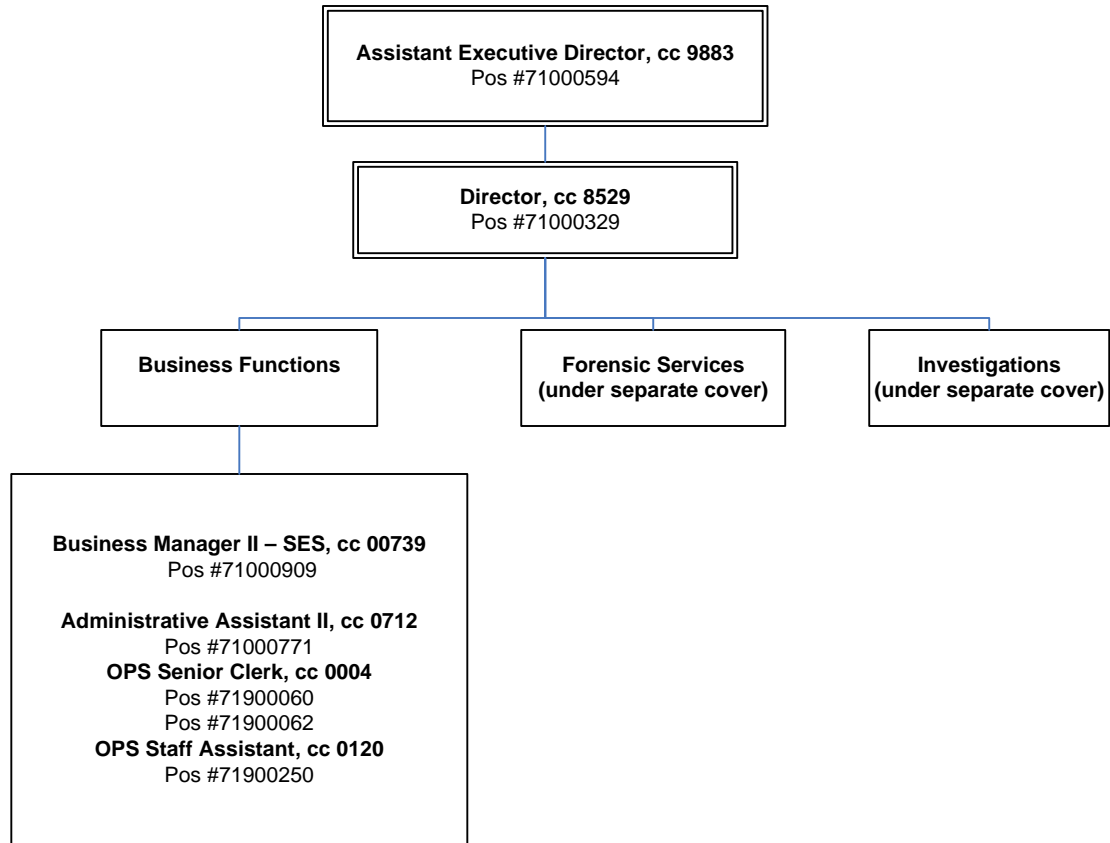 Assistant Executive Director, cc 9883
Pos #71000594
Director, cc 8529
Pos #71000329
Business Functions
Forensic Services
(under separate cover)
Investigations
(under separate cover)
Business Manager II – SES, cc 00739
Pos #71000909
Administrative Assistant II, cc 0712
Pos #71000771
OPS Senior Clerk, cc 0004
Pos #71900060
Pos #71900062
OPS Staff Assistant, cc 0120
Pos #71900250